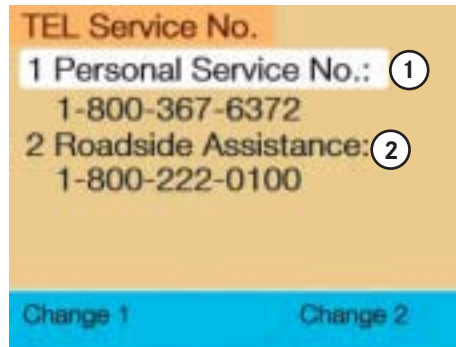 TEL Service No.
1 Personal Service No.: 1
1-800-367-6372
2 Roadside Assistance: 2
1-800-222-0100
Change 1 Change 2